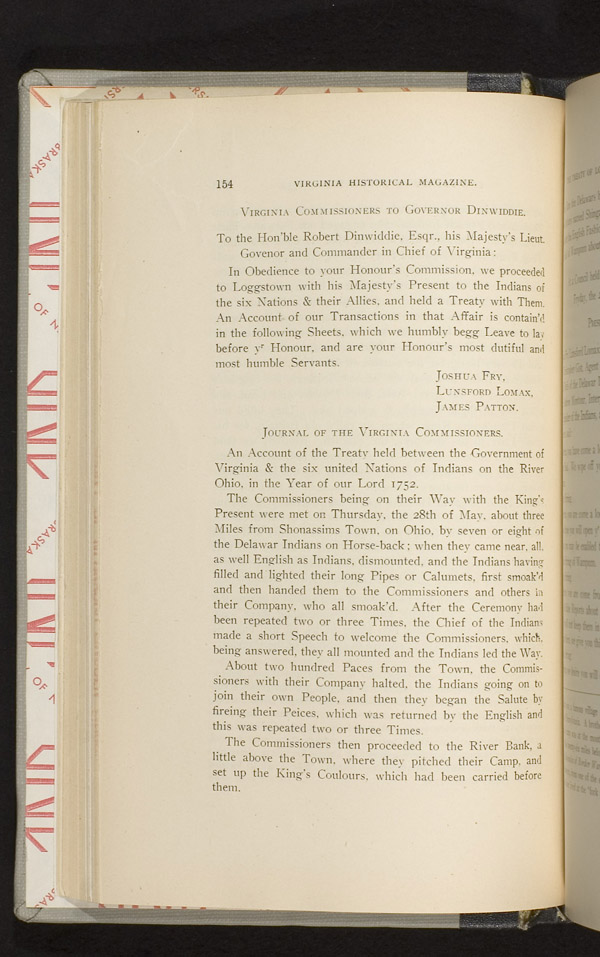 154 VIRGINIA HISTORICAL MAGAZINE.
VIRGINIA COMMISSIONERS TO GOVERNOR DINWIDDIE.
To the Hon'ble Robert Dinwiddie, Esqr., his Majesty's Lieut.
Govenor and Commander in Chief of Virginia:
In Obedience to your Honour's Commission, we proceeded
to Loggstown with his Majesty's Present to the Indians of
the six Nations & their Allies, and held a Treaty with Them.
An Account of our Transactions in that Affair is contain'd
in the following Sheets, which we humbly begg Leave to lay
before yr Honour, and are your Honour's most dutiful and
most humble Servants.
JOSHUA FRY,
LUNSFORD LOMAX,
JAMES PATTON.
JOURNAL OF THE VIRGINIA COMMISSIONERS.
An Account of the Treaty held between the Government of
Virginia & the six united Nations of Indians on the River
Ohio, in the Year of our Lord 1752.
The Commissioners being on their Way with the King's
Present were met on Thursday, the 28th of May, about three
Miles from Shonassims Town, on Ohio, by seven or eight of
the Delawar Indians on Horse-back; when they came near, all,
as well English as Indians, dismounted, and the Indians having
filled and lighted their long Pipes or Calumets, first smoak'd
and then handed them to the Commissioners and others in
their Company, who all smoak'd. After the Ceremony had
been repeated two or three Times, the Chief of the Indians
made a short Speech to welcome the Commissioners, which,
being answered, they all mounted and the Indians led the Way.
About two hundred Paces from the Town, the Commis-
sioners with their Company halted, the Indians going on to
join their own People, and then they began the Salute by
fireing their Peices, which was returned by the English and
this was repeated two or three Times.
The Commissioners then proceeded to the River Bank, a
little above the Town, where they pitched their Camp, and
set up the King's Coulours, which had been carried before
them.